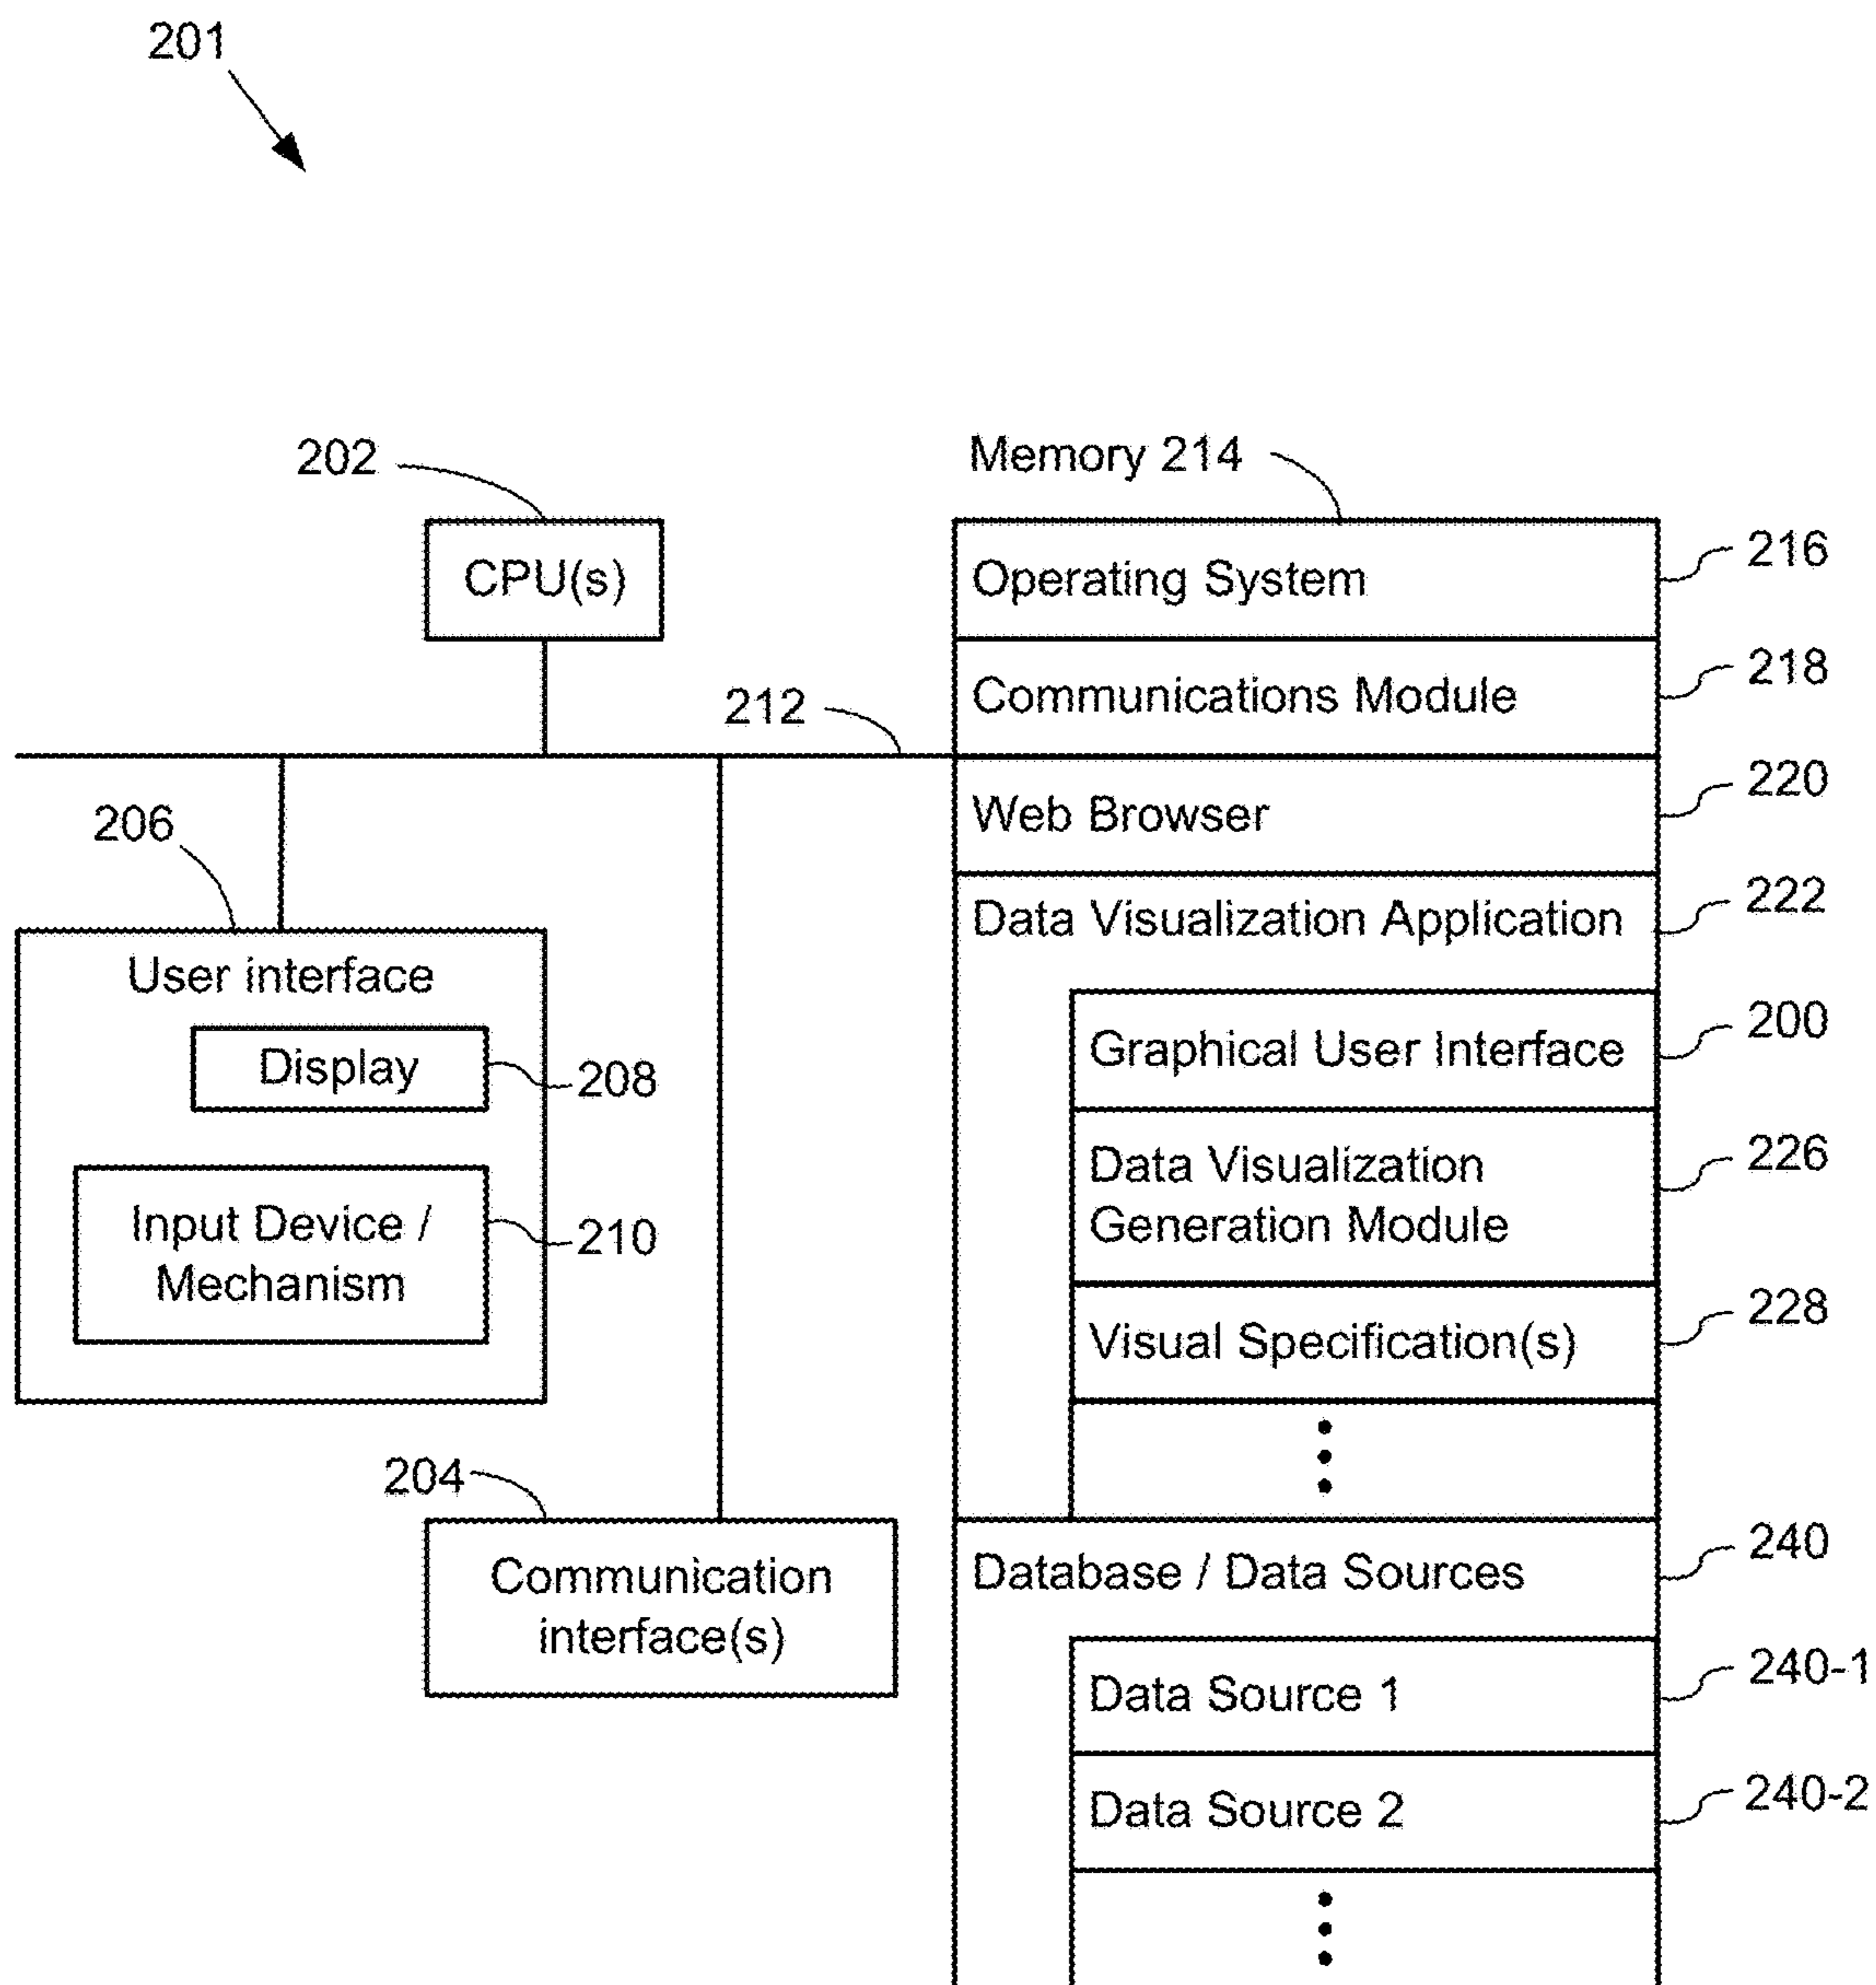 201
202
CPU(s)
212
206
User interface
Display
208
Input Device /
Mechanism
210
204
Communication
interface(s)
Memory 214
Operating System
216
Communications Module
218
Web Browser
220
Data Visualization Application
222
Graphical User Interface
200
Data Visualization
Generation Module
226
Visual Specification(s)
228
Database / Data Sources
240
Data Source 1
240-1
Data Source 2
240-2